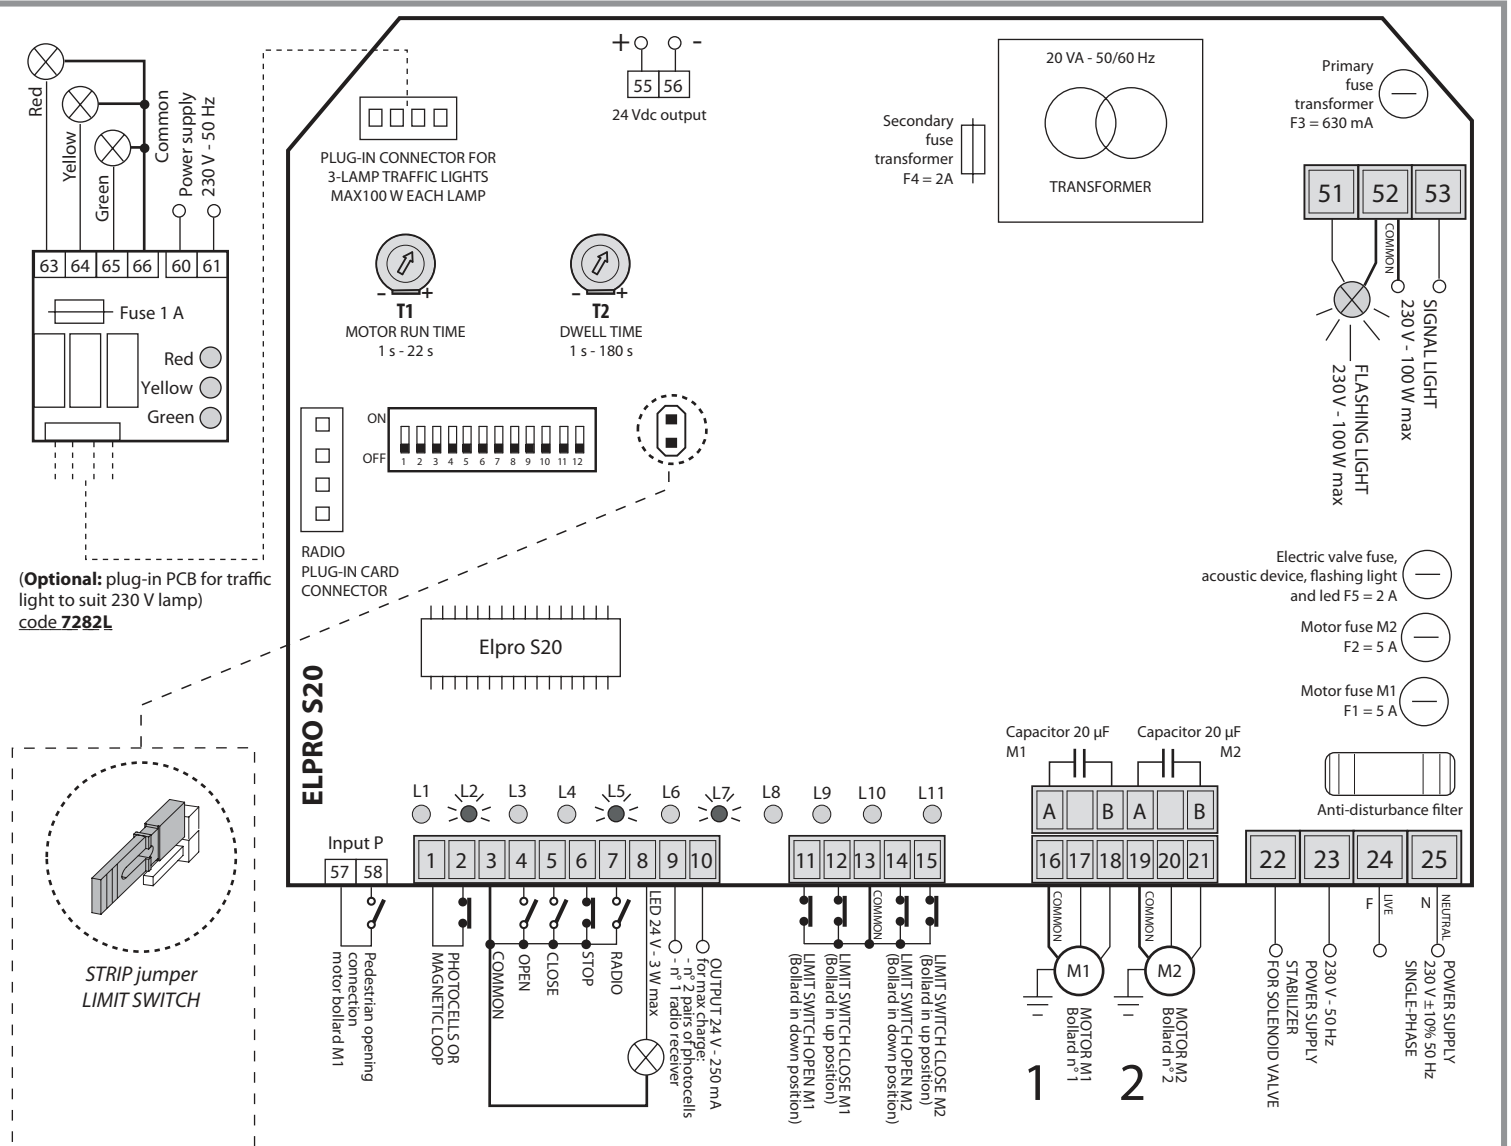 Red
Yellow
Green
Common
Power supply
230 V - 50 Hz
63 64 65 66 60 61
Fuse 1 A
Red
Yellow
Green
(Optional: plug-in PCB for traffic
light to suit 230 V lamp)
code 7282L
STRIP jumper
LIMIT SWITCH
PLUG-IN CONNECTOR FOR
3-LAMP TRAFFIC LIGHTS
MAX100 W EACH LAMP
+ -
55 56
24 Vdc output
20 VA - 50/60 Hz
TRANSFORMER
Secondary
fuse
transformer
F4 = 2A
Primary
fuse
transformer
F3 = 630 mA
51 52 53
COMMON
SIGNAL LIGHT
230 V - 100 W max
FLASHING LIGHT
230 V - 100 W max
- +
T1
MOTOR RUN TIME
1 s - 22 s
- +
T2
DWELL TIME
1 s - 180 s
ON
OFF
1 2 3 4 5 6 7 8 9 10 11 12
RADIO
PLUG-IN CARD
CONNECTOR
Elpro S20
ELPRO S20
Electric valve fuse,
acoustic device, flashing light
and led F5 = 2 A
Motor fuse M2
F2 = 5 A
Motor fuse M1
F1 = 5 A
Anti-disturbance filter
Capacitor 20 µF
M1
Capacitor 20 µF
M2
A B A B
L1 L2 L3 L4 L5 L6 L7 L8 L9 L10 L11
Input P
57 58
1 2 3 4 5 6 7 8 9 10
11 12 13 14 15
16 17 18 19 20 21
22 23 24 25
Pedestrian opening
connection
motor bollard M1
PHOTOCELLS OR
MAGNETIC LOOP
COMMON
OPEN
CLOSE
STOP
RADIO
LED 24 V - 3 W max
OUTPUT 24 V - 250 mA
for max charge:
- n° 2 pairs of photocells
- n° 1 radio receiver
COMMON
LIMIT SWITCH OPEN M1
(Bollard in down position)
LIMIT SWITCH CLOSE M1
(Bollard in up position)
LIMIT SWITCH OPEN M2
(Bollard in down position)
LIMIT SWITCH CLOSE M2
(Bollard in up position)
COMMON
M1
MOTOR M1
Bollard n° 1
1
COMMON
M2
MOTOR M2
Bollard n° 2
2
230 V - 50 Hz
POWER SUPPLY
STABILIZER
FOR SOLENOID VALVE
F LIVE
N NEUTRAL
POWER SUPPLY
230 V ±10% 50 Hz
SINGLE-PHASE